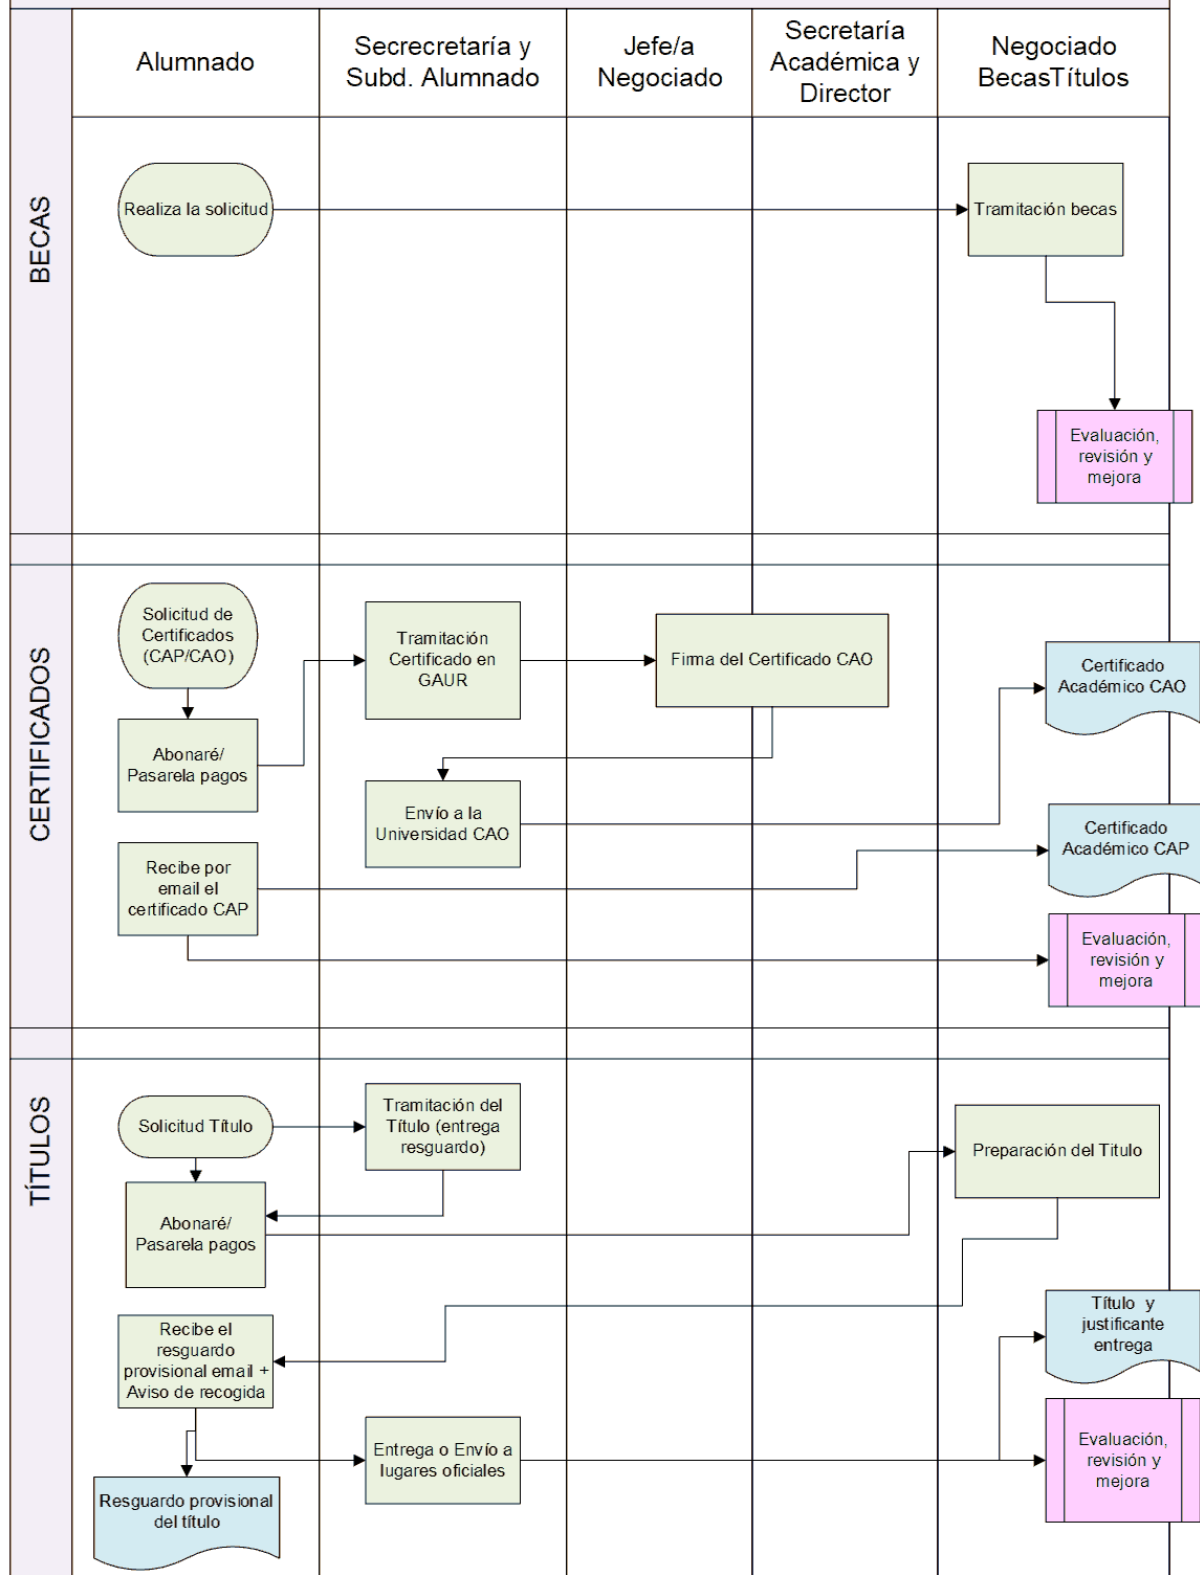 Alumnado
Secrecretaría y
Subd. Alumnado
Jefe/a
Negociado
Secretaría
Académica y
Director
Negociado
BecasTítulos
BECAS
Realiza la solicitud
Tramitación becas
Evaluación,
revisión y
mejora
CERTIFICADOS
Solicitud de
Certificados
(CAP/CAO)
Tramitación
Certificado en
GAUR
Firma del Certificado CAO
Certificado
Académico CAO
Abonaré/
Pasarela pagos
Envío a la
Universidad CAO
Certificado
Académico CAP
Recibe por
email el
certificado CAP
Evaluación,
revisión y
mejora
TÍTULOS
Solicitud Título
Tramitación del
Título (entrega
resguardo)
Preparación del Titulo
Abonaré/
Pasarela pagos
Título y
justificante
entrega
Recibe el
resguardo
provisional email +
Aviso de recogida
Entrega o Envío a
lugares oficiales
Evaluación,
revisión y
mejora
Resguardo provisional
del título